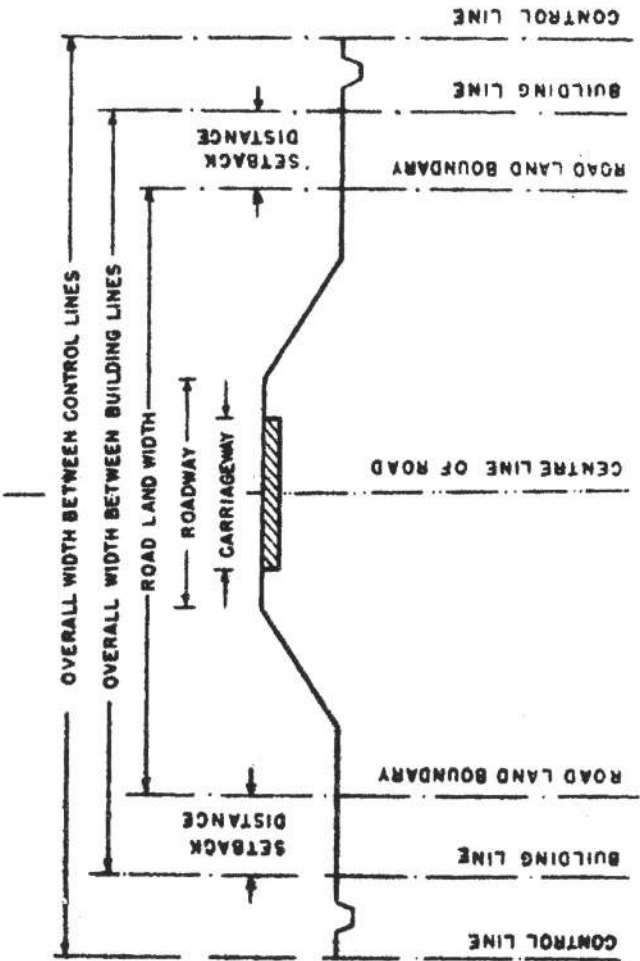 OVERALL WIDTH BETWEEN CONTROL LINES
OVERALL WIDTH BETWEEN BUILDING LINES
ROAD LAND WIDTH
ROADWAY
CARRIAGEWAY
SETBACK
DISTANCE
SETBACK
DISTANCE
CONTROL LINE
BUILDING LINE
ROAD LAND BOUNDARY
CENTRE LINE OF ROAD
ROAD LAND BOUNDARY
BUILDING LINE
CONTROL LINE